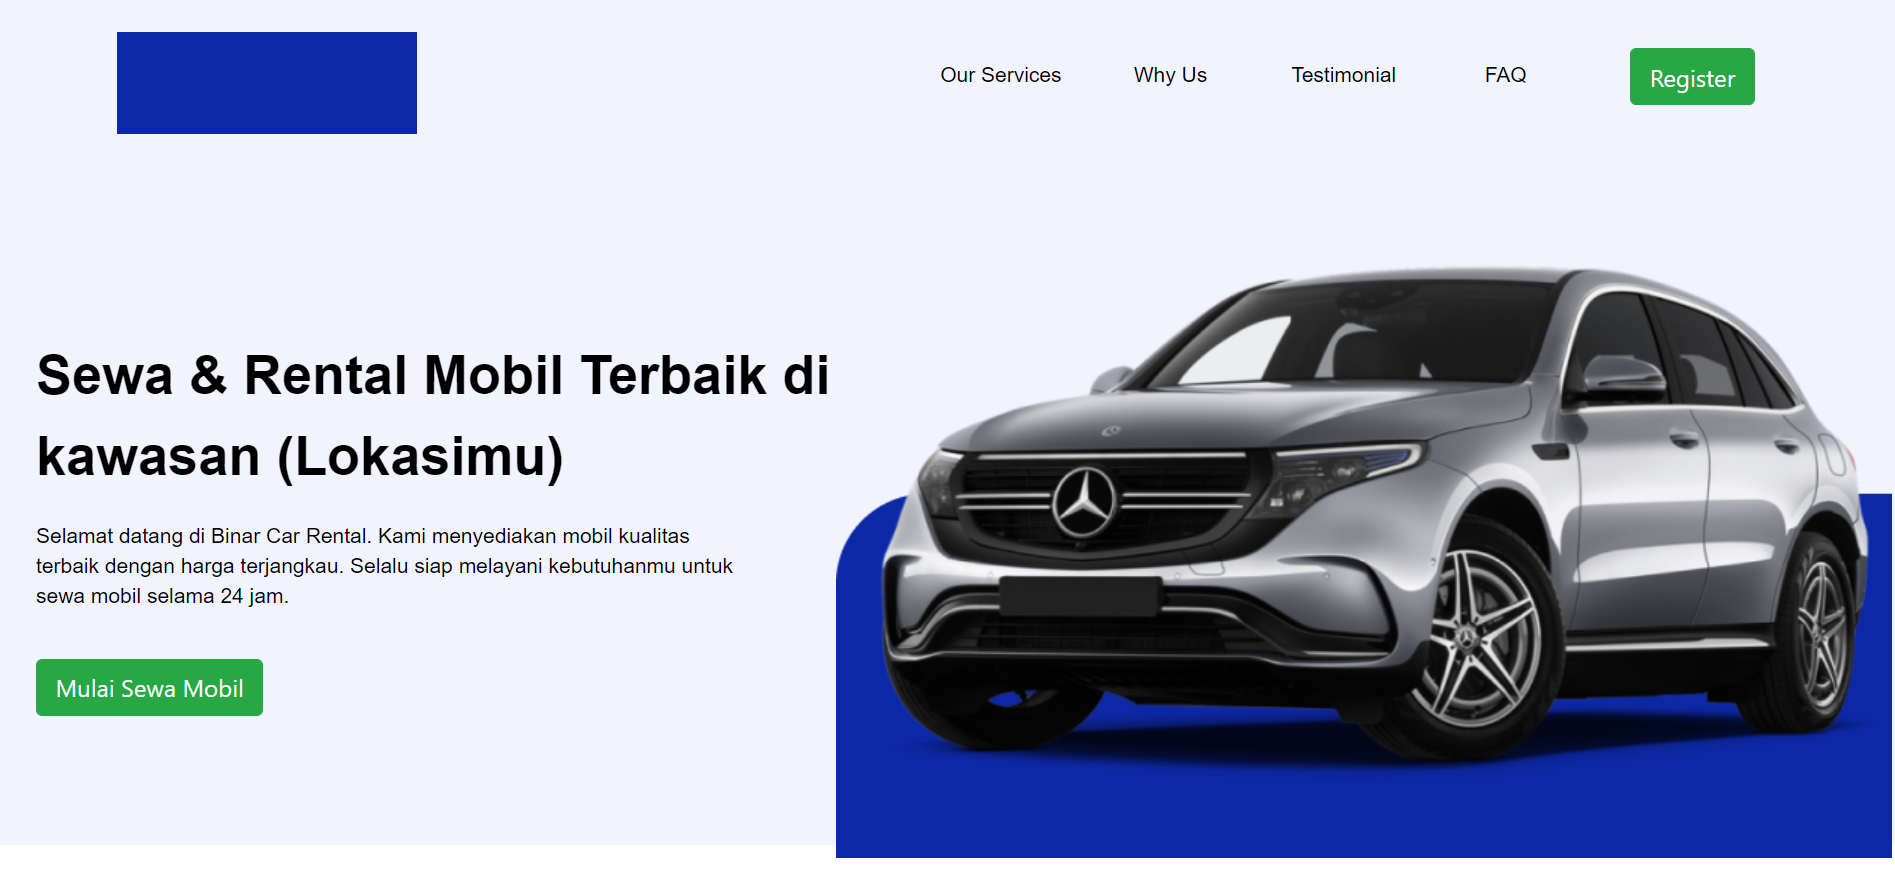 Our Services
Why Us
Testimonial
FAQ
Register
Sewa & Rental Mobil Terbaik di
kawasan (Lokasimu)
Selamat datang di Binar Car Rental. Kami menyediakan mobil kualitas
terbaik dengan harga terjangkau. Selalu siap melayani kebutuhanmu untuk
sewa mobil selama 24 jam.
Mulai Sewa Mobil